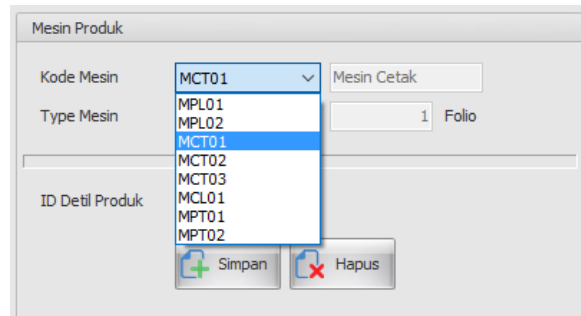 Mesin Produk
Kode Mesin MCT01 Mesin Cetak
MPL01
Type Mesin MPL02 1 Folio
MCT01
MCT02
MCT03
ID Detil Produk MCL01
MPT01
MPT02
Simpan Hapus